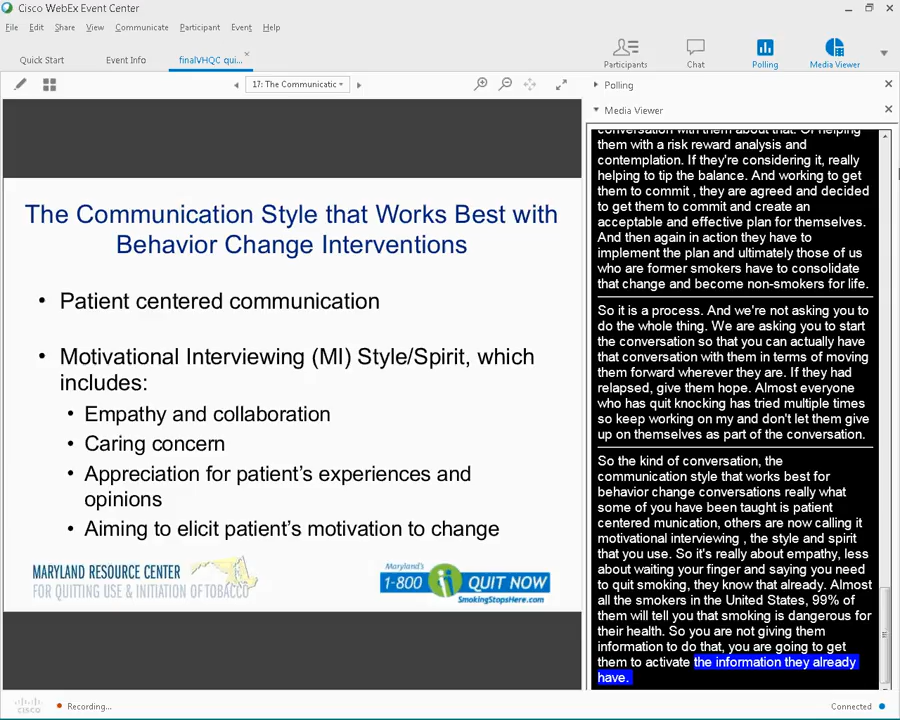 Cisco WebEx Event Center
File Edit Share View Communicate Participant Event Help
Quick Start
Event Info
finalVHQC qui...
Participants
Chat
Polling
Media Viewer
17: The Communicatic
Polling
Media Viewer
The Communication Style that Works Best with
Behavior Change Interventions
• Patient centered communication
• Motivational Interviewing (MI) Style/Spirit, which
includes:
• Empathy and collaboration
• Caring concern
• Appreciation for patient's experiences and
opinions
• Aiming to elicit patient's motivation to change
MARYLAND RESOURCE CENTER
FOR QUITTING USE & INITIATION OF TOBACCO
Maryland's
1-800 QUIT NOW
SmokingStopsHere.com
conversation with them about that. Or helping
them with a risk reward analysis and
contemplation. If they're considering it, really
helping to tip the balance. And working to get
them to commit , they are agreed and decided
to get them to commit and create an
acceptable and effective plan for themselves.
And then again in action they have to
implement the plan and ultimately those of us
who are former smokers have to consolidate
that change and become non-smokers for life.
So it is a process. And we're not asking you to
do the whole thing. We are asking you to start
the conversation so that you can actually have
that conversation with them in terms of moving
them forward wherever they are. If they had
relapsed, give them hope. Almost everyone
who has quit knocking has tried multiple times
so keep working on my and don't let them give
up on themselves as part of the conversation.
So the kind of conversation, the
communication style that works best for
behavior change conversations really what
some of you have been taught is patient
centered munication, others are now calling it
motivational interviewing , the style and spirit
that you use. So it's really about empathy, less
about waiting your finger and saying you need
to quit smoking, they know that already. Almost
all the smokers in the United States, 99% of
them will tell you that smoking is dangerous for
their health. So you are not giving them
information to do that, you are going to get
them to activate the information they already
have.
cisco
Recording...
Connected